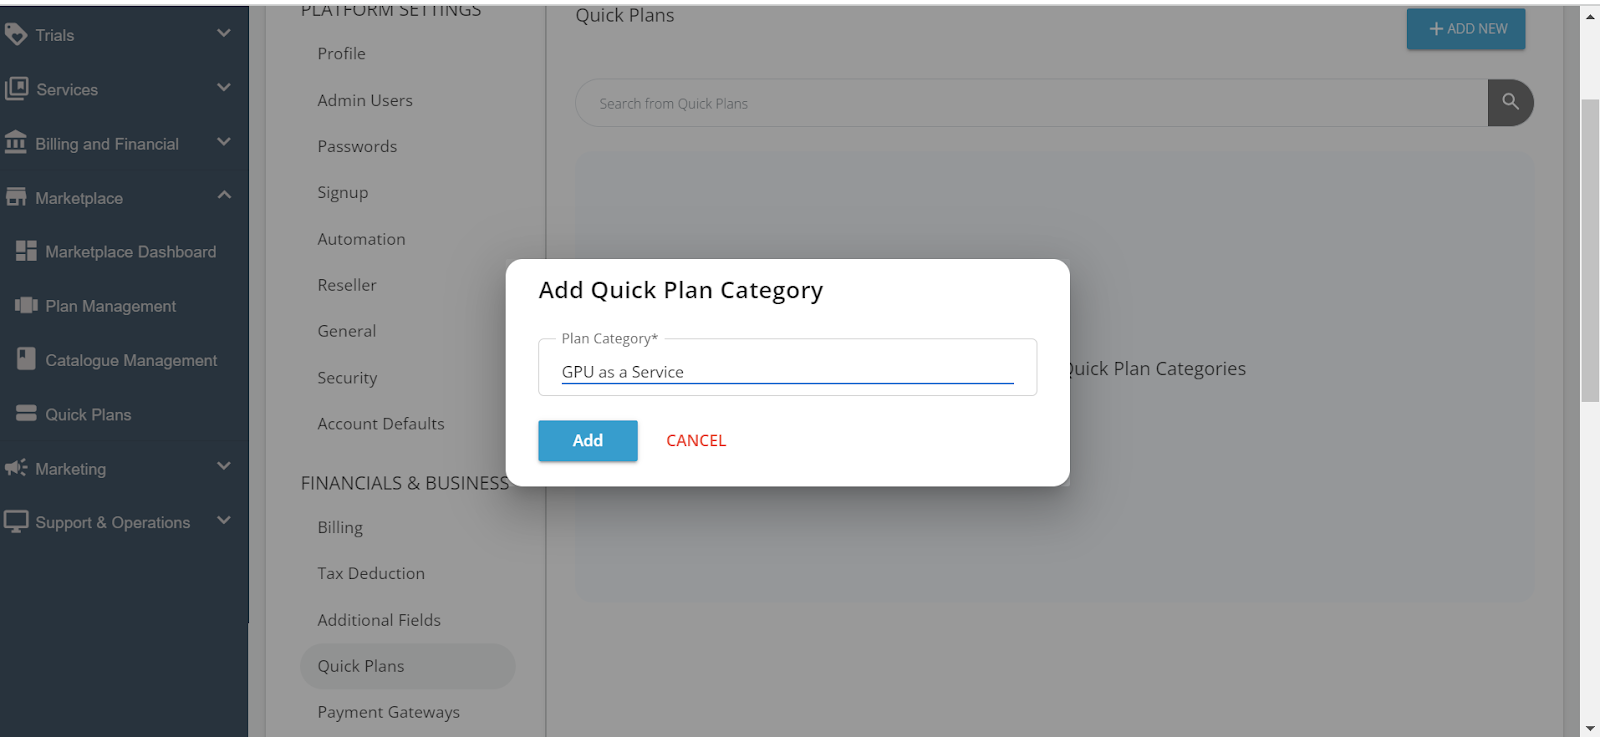 Trials
Services
Billing and Financial
Marketplace
Marketplace Dashboard
Plan Management
Catalogue Management
Quick Plans
Marketing
Support & Operations
PLATFORM SETTINGS
Profile
Admin Users
Passwords
Signup
Automation
Reseller
General
Security
Account Defaults
FINANCIALS & BUSINESS
Billing
Tax Deduction
Additional Fields
Quick Plans
Payment Gateways
Quick Plans
ADD NEW
Search from Quick Plans
Quick Plan Categories
Add Quick Plan Category
Plan Category*
GPU as a Service
Add
CANCEL